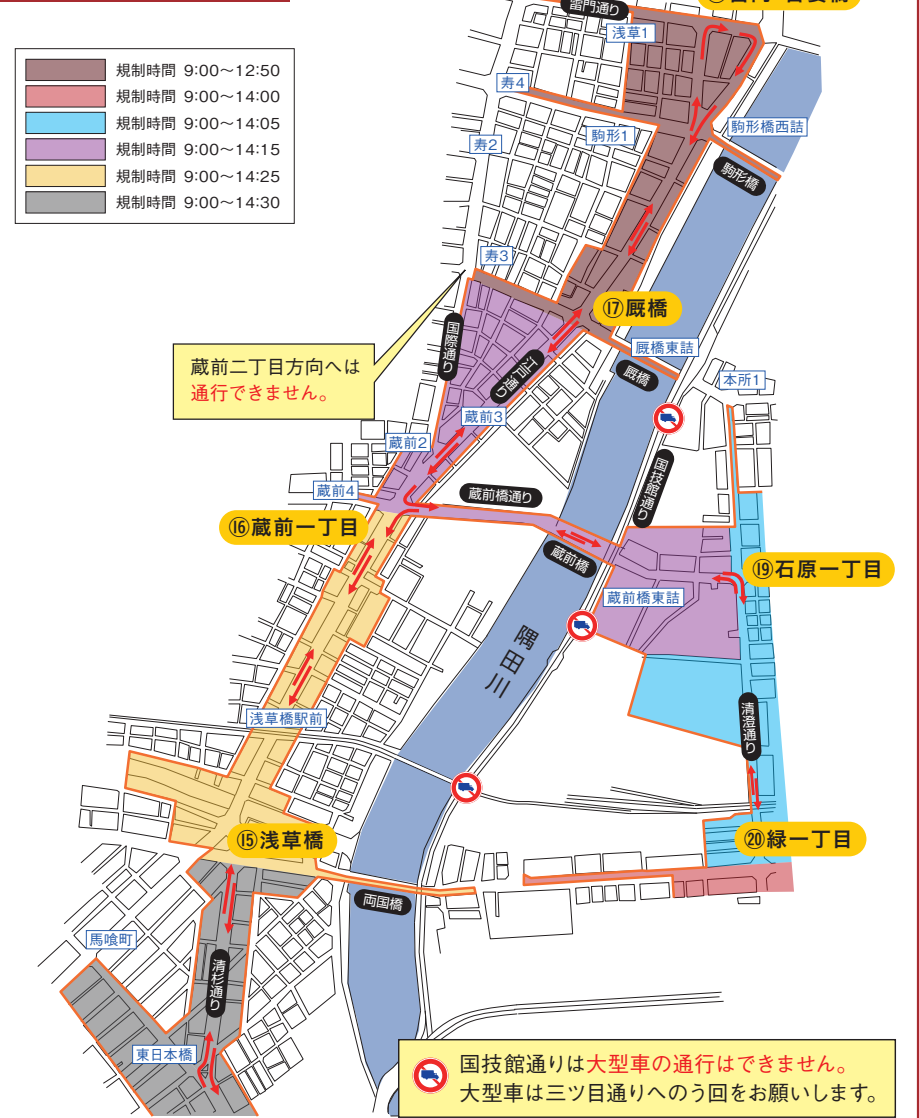 雷門通り
浅草1
規制時間 9:00〜12:50
規制時間 9:00〜14:00
規制時間 9:00〜14:05
規制時間 9:00〜14:15
規制時間 9:00〜14:25
規制時間 9:00〜14:30
寿4
駒形1
駒形橋西詰
寿2
駒形橋
寿3
⑰厩橋
国際通り
江戸通り
厩橋東詰
厩橋
本所1
蔵前二丁目方向へは
通行できません。
蔵前3
蔵前2
国技館通り
蔵前4
蔵前橋通り
⑯蔵前一丁目
蔵前橋
⑲石原一丁目
蔵前橋東詰
隅田川
浅草橋駅前
清澄通り
⑮浅草橋
⑳緑一丁目
両国橋
馬喰町
清杉通り
東日本橋
国技館通りは大型車の通行はできません。
大型車は三ツ目通りへのう回をお願いします。